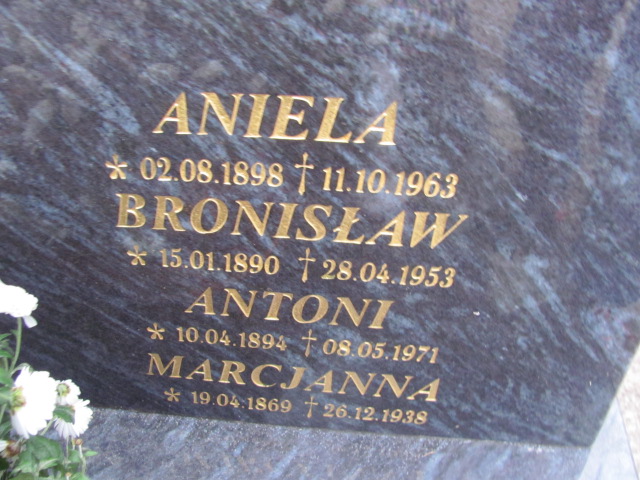 ANIELA
* 02.08.1898 † 11.10.1963
BRONISŁAW
* 15.01.1890 † 28.04.1953
ANTONI
* 10.04.1894 † 08.05.1971
MARCJANNA
* 19.04.1869 † 26.12.1938